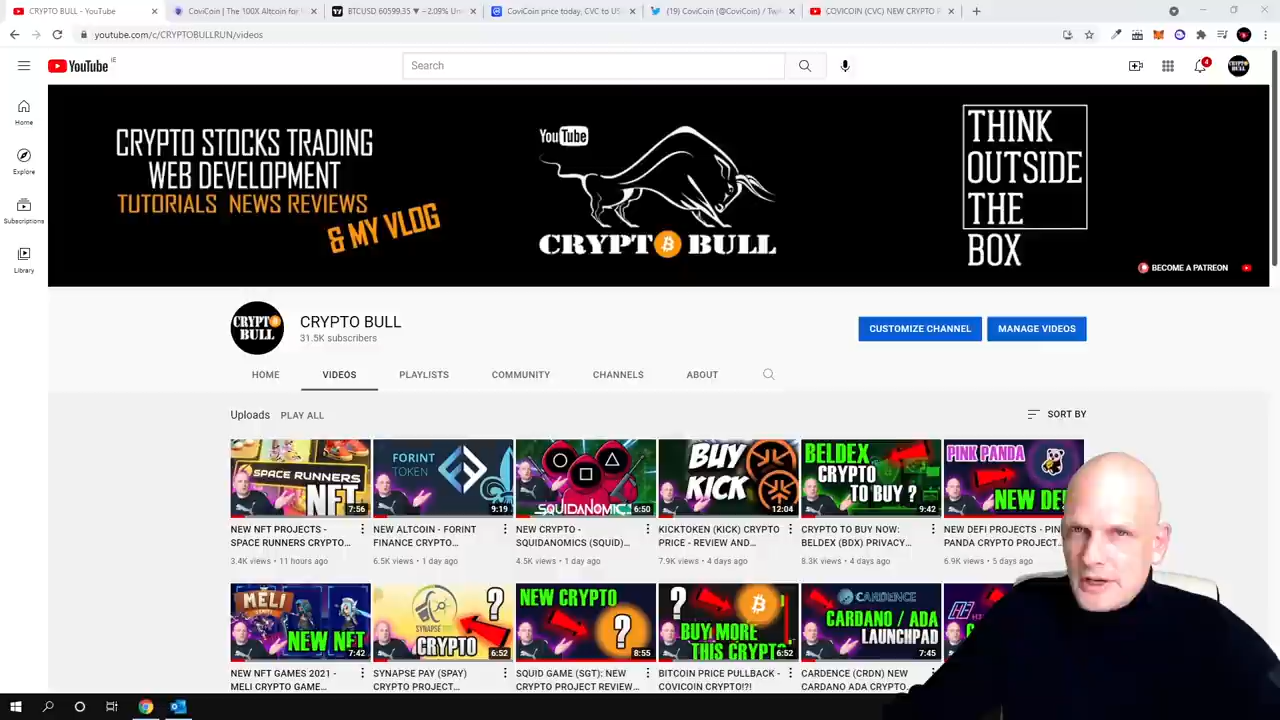 CRYPTO BULL - YouTube
CoviCoin | The 100X Altcoin for
BTCUSD 60599.35 ▼ −2.09% Un
CoviCoin price today, CVC to US
(19) CoviCoin (@CoviCoin) / Twi
COVICOIN (CVC) NEW CRYPTO P
youtube.com/c/CRYPTOBULLRUN/videos
YouTube IE
Search
4
CRYPTO BULL
Home
Explore
Subscriptions
Library
CRYPTO STOCKS TRADING
WEB DEVELOPMENT
TUTORIALS NEWS REVIEWS
& MY VLOG
YouTube
CRYPT BULL
THINK
OUTSIDE
THE
BOX
BECOME A PATREON
CRYPTO
BULL
CRYPTO BULL
31.5K subscribers
CUSTOMIZE CHANNEL
MANAGE VIDEOS
HOME
VIDEOS
PLAYLISTS
COMMUNITY
CHANNELS
ABOUT
Uploads PLAY ALL
SORT BY
SPACE RUNNERS
NFT
7:56
FORINT
TOKEN
9:19
SQUIDANOMIC
6:50
BUY
KICK
12:04
BELDEX
CRYPTO
TO BUY ?
9:42
PINK PANDA
NEW DEF
NEW NFT PROJECTS -
SPACE RUNNERS CRYPTO...
3.4K views • 11 hours ago
NEW ALTCOIN - FORINT
FINANCE CRYPTO...
6.5K views • 1 day ago
NEW CRYPTO -
SQUIDANOMICS (SQUID)...
4.5K views • 1 day ago
KICKTOKEN (KICK) CRYPTO
PRICE - REVIEW AND...
7.9K views • 4 days ago
CRYPTO TO BUY NOW:
BELDEX (BDX) PRIVACY...
8.3K views • 4 days ago
NEW DEFI PROJECTS - PIN
PANDA CRYPTO PROJECT
6.9K views • 5 days ago
MELI
NEW NFT
7:42
SYNAPSE
CRYPTO
?
6:52
NEW CRYPTO
?
8:55
?
BUY MORE
THIS CRYPTO
6:52
CARDENCE
CARDANO / ADA
LAUNCHPAD
7:45
NEW NFT GAMES 2021 -
MELI CRYPTO GAME...
SYNAPSE PAY (SPAY)
CRYPTO PROJECT...
SQUID GAME (SGT): NEW
CRYPTO PROJECT REVIEW...
BITCOIN PRICE PULLBACK -
COVICOIN CRYPTO!?!
CARDENCE (CRDN) NEW
CARDANO ADA CRYPTO...